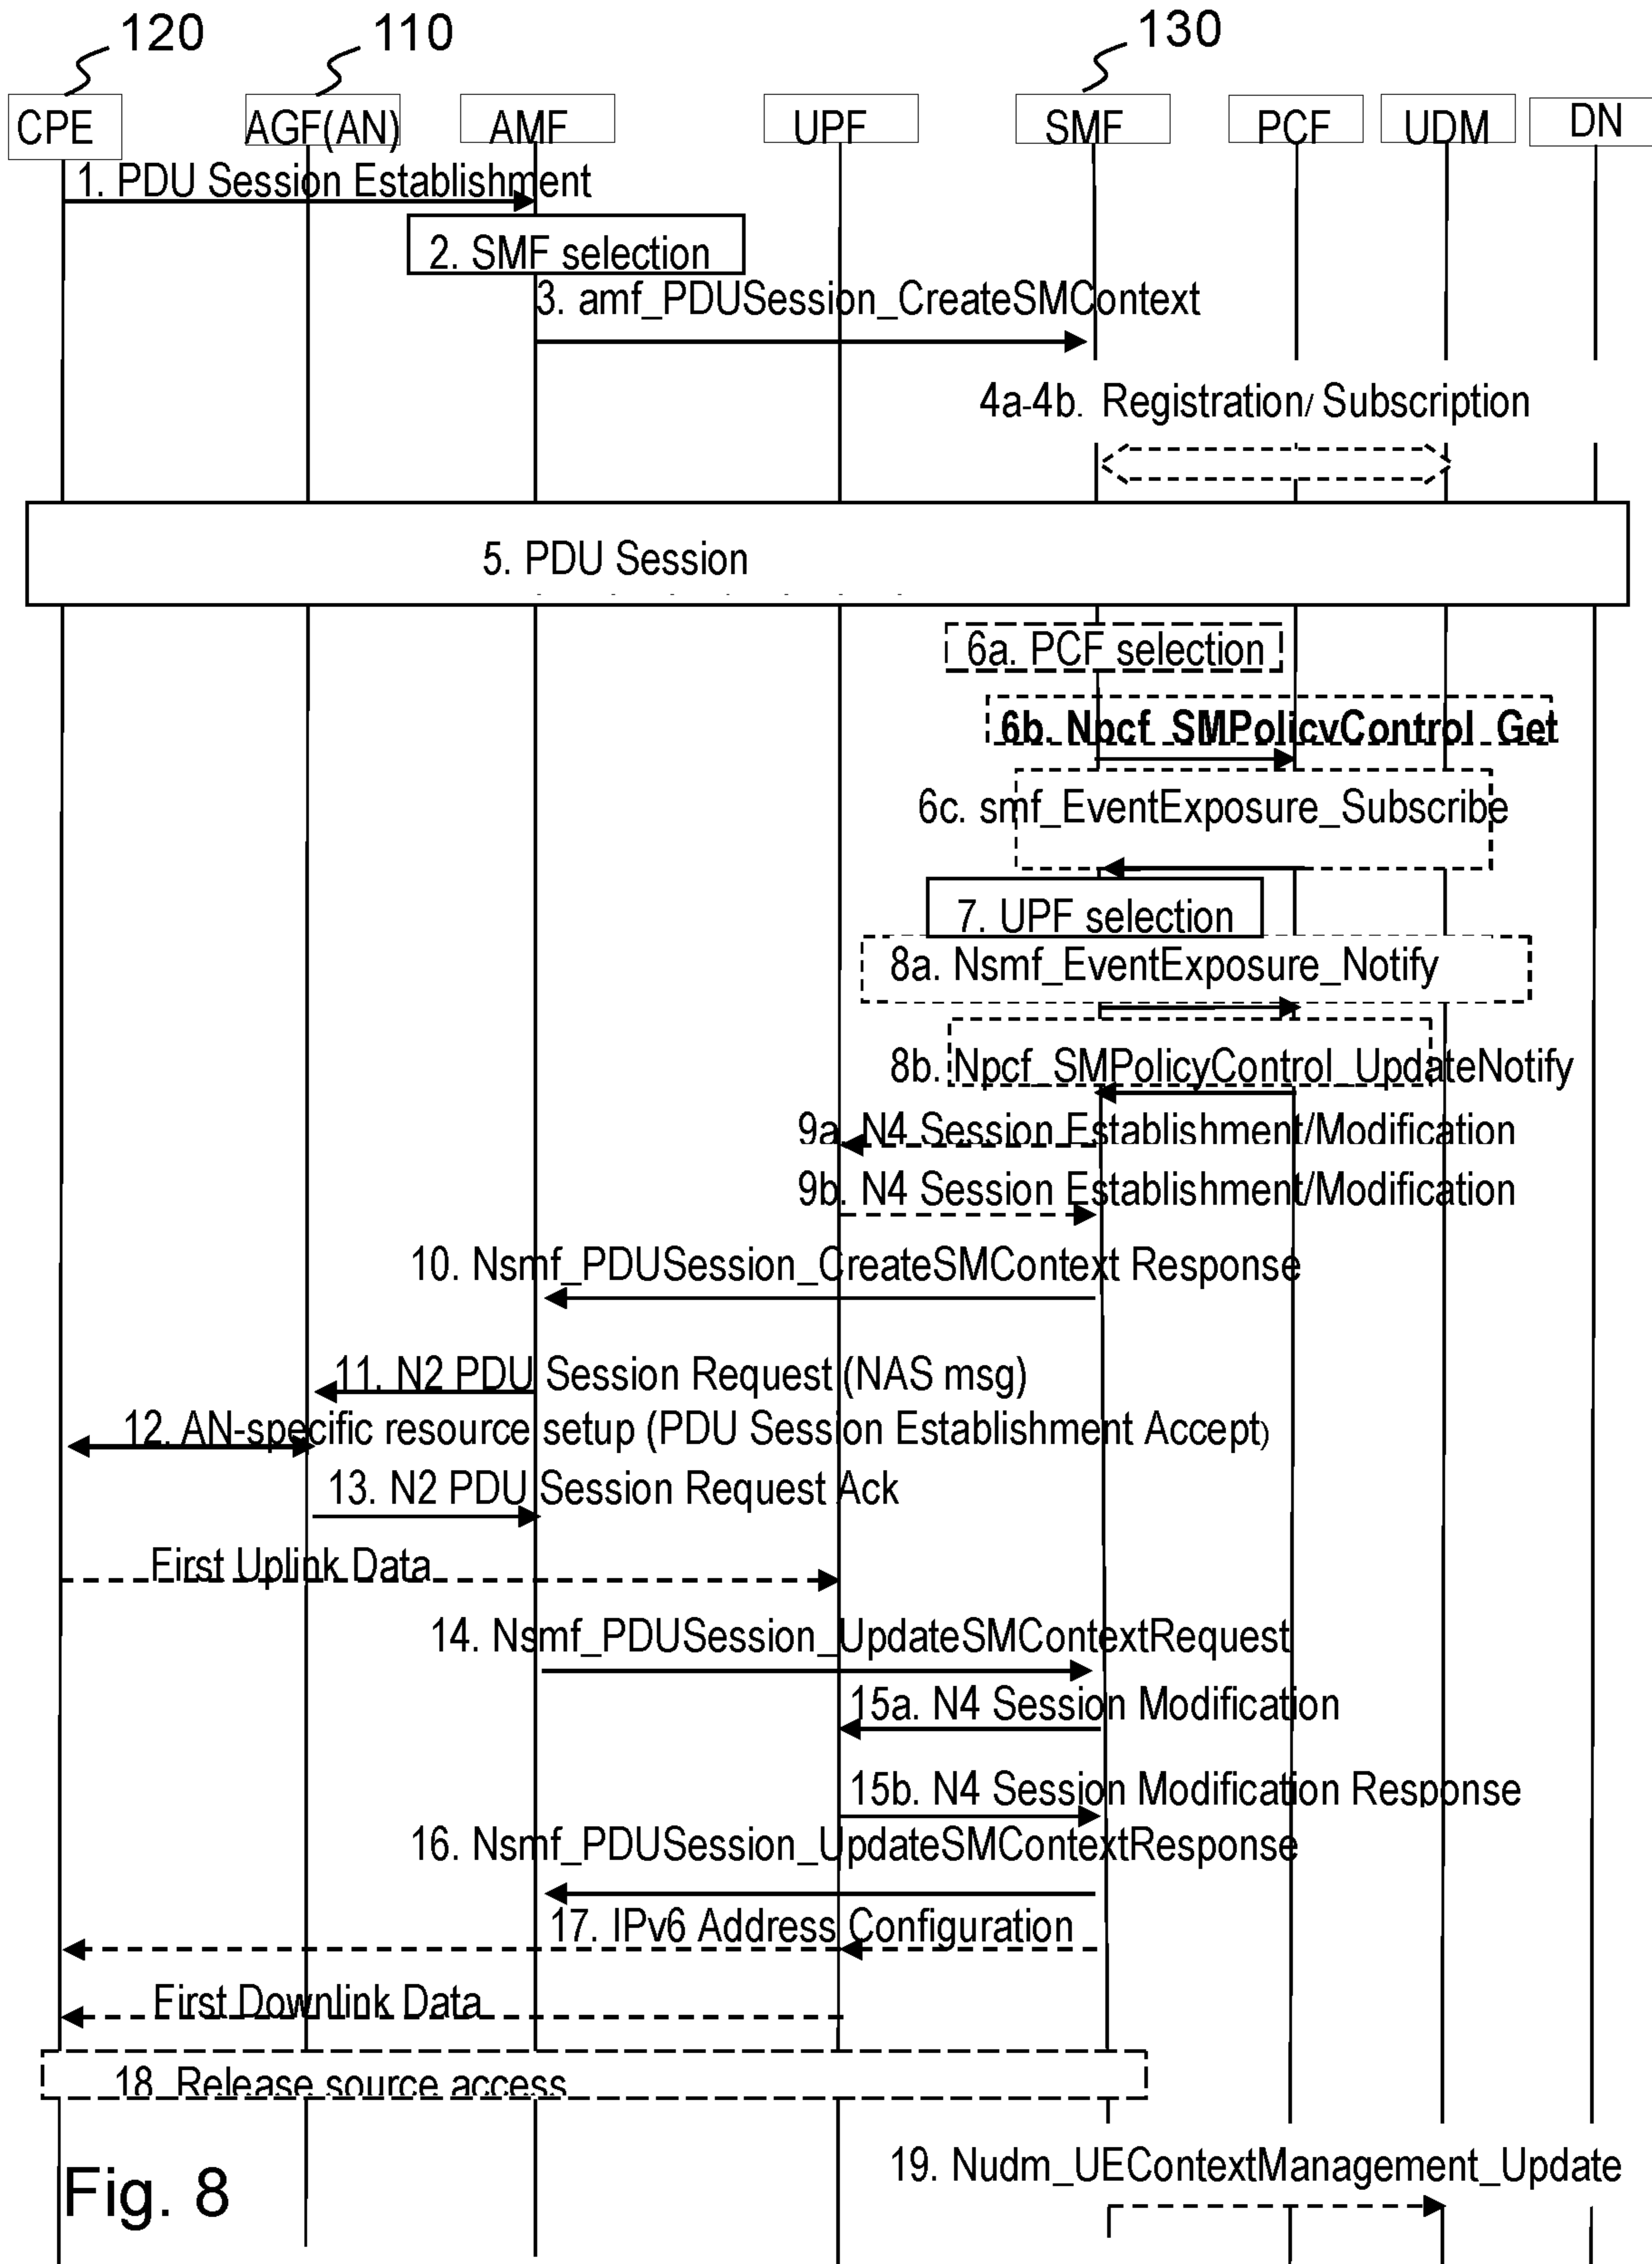 120
110
130
CPE
AGF(AN)
AMF
UPF
SMF
PCF
UDM
DN
1. PDU Session Establishment
2. SMF selection
3. amf_PDUSession_CreateSMContext
4a-4b. Registration/ Subscription
5. PDU Session
6a. PCF selection
6b. Npcf_SMPolicyControl_Get
6c. smf_EventExposure_Subscribe
7. UPF selection
8a. Nsmf_EventExposure_Notify
8b. Npcf_SMPolicyControl_UpdateNotify
9a. N4 Session Establishment/Modification
9b. N4 Session Establishment/Modification
10. Nsmf_PDUSession_CreateSMContext Response
11. N2 PDU Session Request (NAS msg)
12. AN-specific resource setup (PDU Session Establishment Accept)
13. N2 PDU Session Request Ack
First Uplink Data
14. Nsmf_PDUSession_UpdateSMContextRequest
15a. N4 Session Modification
15b. N4 Session Modification Response
16. Nsmf_PDUSession_UpdateSMContextResponse
17. IPv6 Address Configuration
First Downlink Data
18. Release source access
19. Nudm_UEContextManagement_Update
Fig. 8